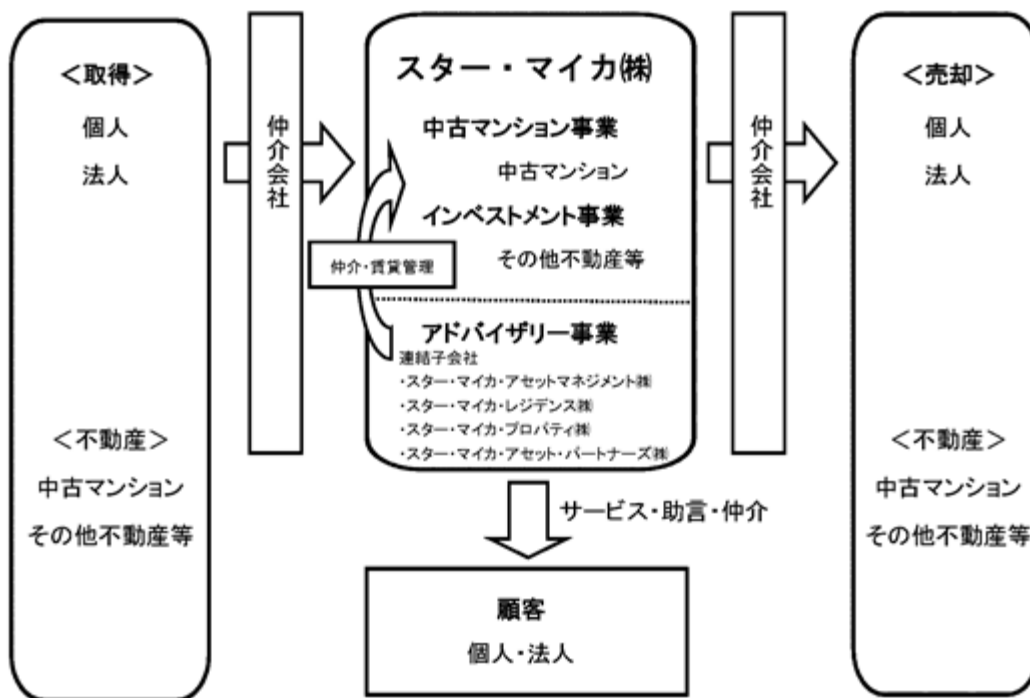 ＜取得＞
個人
法人
＜不動産＞
中古マンション
その他不動産等
仲介会社
スター・マイカ㈱
中古マンション事業
中古マンション
インベストメント事業
その他不動産等
仲介・賃貸管理
アドバイザリー事業
連結子会社
・スター・マイカ・アセットマネジメント㈱
・スター・マイカ・レジデンス㈱
・スター・マイカ・プロパティ㈱
・スター・マイカ・アセット・パートナーズ㈱
サービス・助言・仲介
顧客
個人・法人
仲介会社
＜売却＞
個人
法人
＜不動産＞
中古マンション
その他不動産等